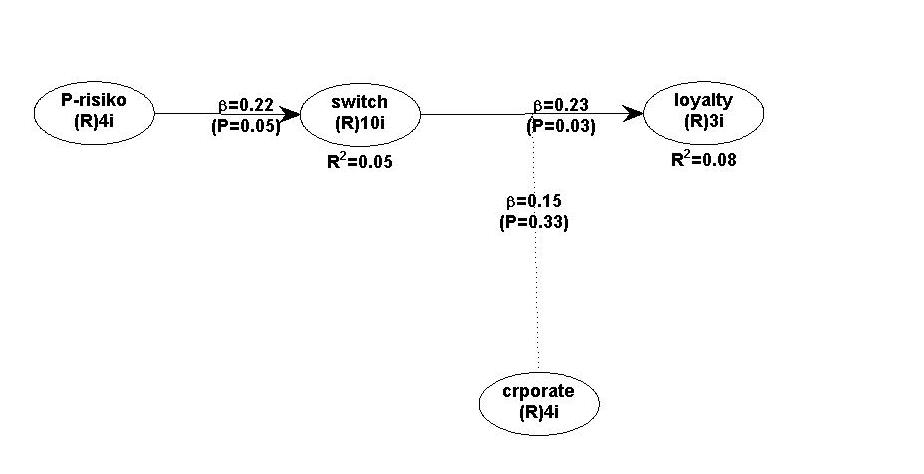 P-risiko
(R)4i
β=0.22
(P=0.05)
switch
(R)10i
R²=0.05
β=0.23
(P=0.03)
loyalty
(R)3i
R²=0.08
β=0.15
(P=0.33)
crporate
(R)4i